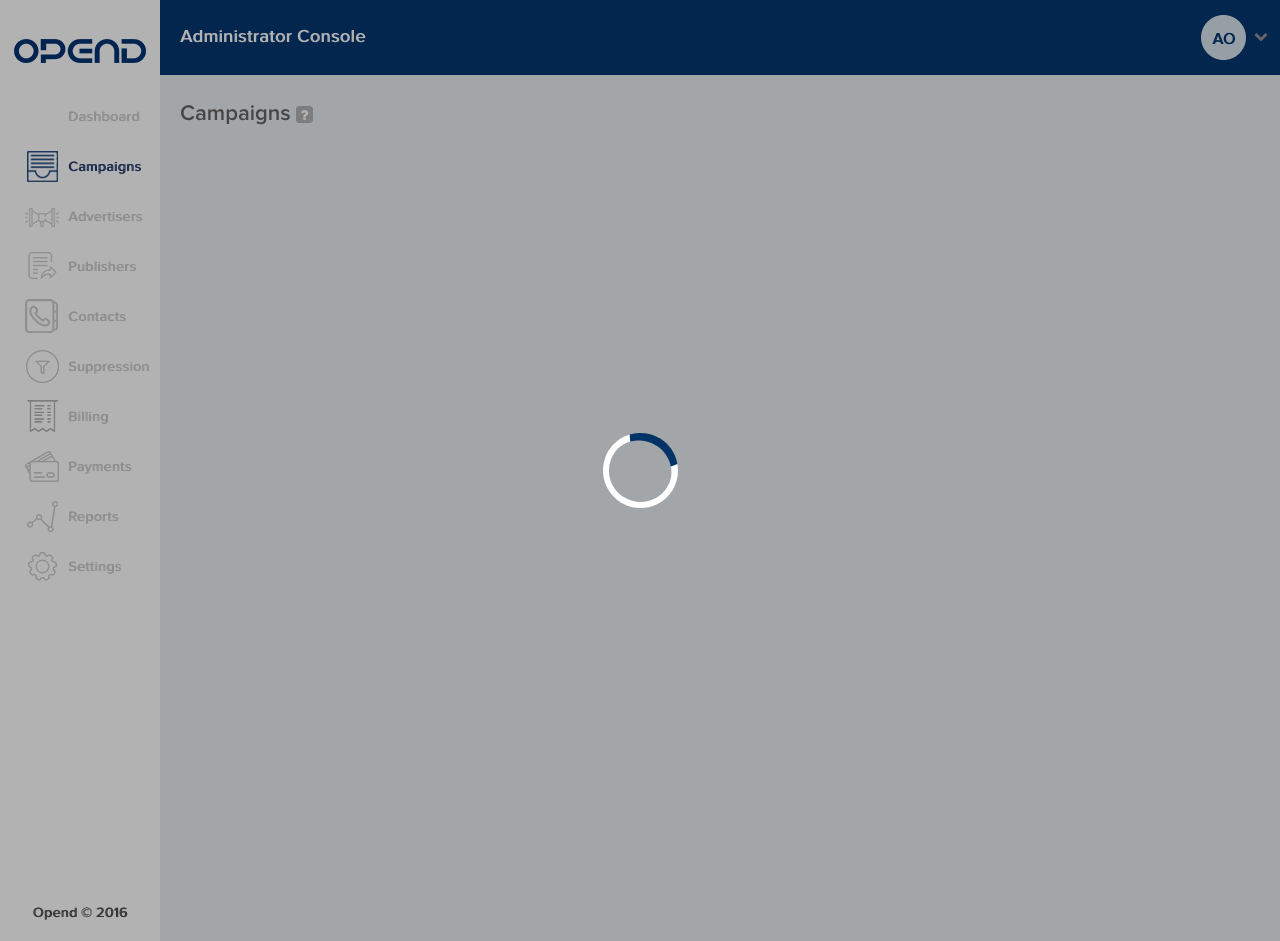 OPEND
Administrator Console
AO
Dashboard
Campaigns
Advertisers
Publishers
Contacts
Suppression
Billing
Payments
Reports
Settings
Opend © 2016
Campaigns ?